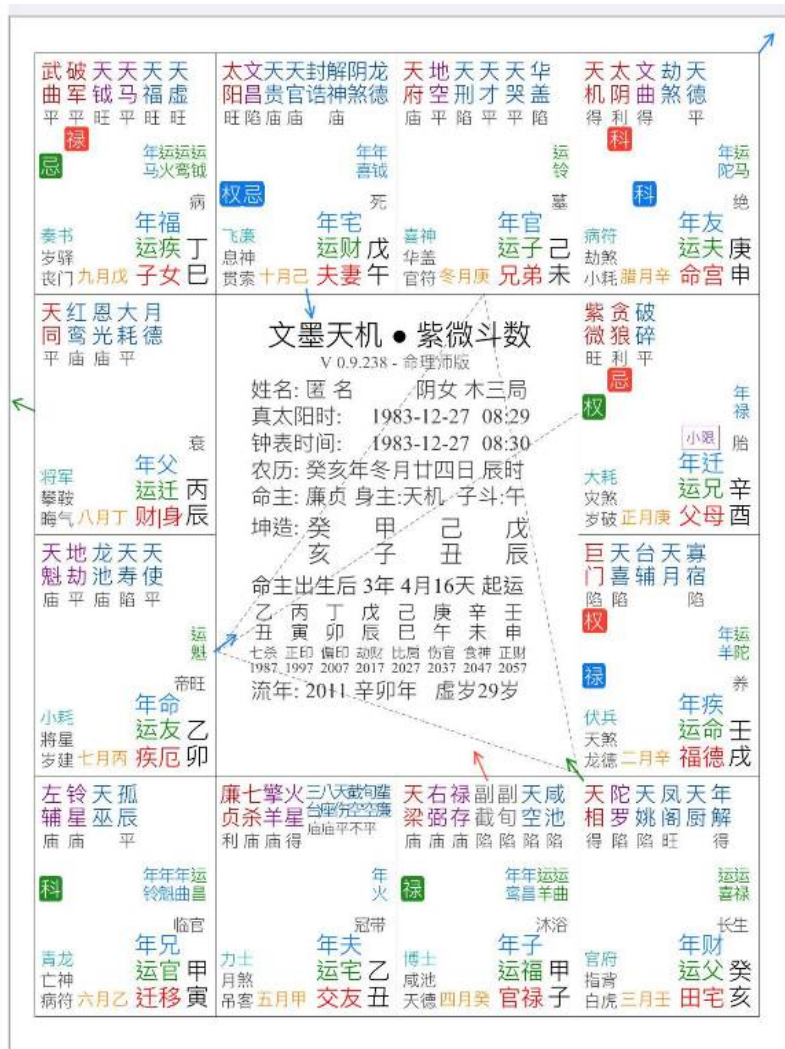 武曲 破军 天钺 天马 天福 天虚
平 平 旺 平 旺 旺
禄
忌
年马 运火 运鸾 运钺
病
奏书
岁驿
丧门 九月戊
年福
运疾
子女
丁巳
太阳 文昌 天贵 天官 封诰 解神 阴煞 龙德
旺 陷 庙 庙 庙
权 忌
年喜 年钺
死
飞廉
息神
贯索 十月己
年宅
运财
夫妻
戊午
天府 地空 天刑 天才 天哭 华盖
庙 平 陷 平 平 陷
运铃
墓
喜神
华盖
官符 冬月庚
年官
运子
兄弟
己未
天机 太阴 文曲 劫煞 天德
得 利 得 平
科
科
年陀 运马
绝
病符
劫煞
小耗 腊月辛
年友
运夫
命宫
庚申
天同 红鸾 恩光 大耗 月德
平 庙 庙 平
衰
将军
攀鞍
晦气 八月丁
年父
运迁
财|身
丙辰
文墨天机 ● 紫微斗数
V 0.9.238 - 命理师版
姓名: 匿 名 阴女 木三局
真太阳时: 1983-12-27 08:29
钟表时间: 1983-12-27 08:30
农历: 癸亥年冬月廿四日 辰时
命主: 廉贞 身主:天机 子斗:午
坤造: 癸 甲 己 戊
亥 子 丑 辰
命主出生后 3年 4月16天 起运
乙 丙 丁 戊 己 庚 辛 壬
丑 寅 卯 辰 巳 午 未 申
七杀 正印 偏印 劫财 比肩 伤官 食神 正财
1987 1997 2007 2017 2027 2037 2047 2057
流年: 2011 辛卯年 虚岁29岁
紫微 贪狼 破碎
旺 利 平
忌
权
年禄
小限
胎
大耗
灾煞
岁破 正月庚
年迁
运兄
父母
辛酉
天魁 地劫 龙池 天寿 天使
庙 平 庙 陷 平
运魁
帝旺
小耗
將星
岁建 七月丙
年命
运友
疾厄
乙卯
巨门 天喜 台辅 天月 寡宿
陷 陷 陷
权
禄
年羊 运陀
养
伏兵
天煞
龙德 二月辛
年疾
运命
福德
壬戌
左辅 铃星 天巫 孤辰
庙 庙 平
科
年铃 年魁 年曲 运昌
临官
青龙
亡神
病符 六月乙
年兄
运官
迁移
甲寅
廉贞 七杀 擎羊 火星 三台 八座 天伤 截空 旬空 蜚廉
利 庙 庙 得 庙 庙 平 不 平
年火
冠带
力士
月煞
吊客 五月甲
年夫
运宅
交友
乙丑
天梁 右弼 禄存 副截 副旬 天空 咸池
庙 庙 庙 陷 陷 陷 陷
禄
年鸾 年昌 运羊 运曲
沐浴
博士
咸池
天德 四月癸
年子
运福
官禄
甲子
天相 陀罗 天姚 凤阁 天厨 年解
得 陷 陷 旺 得
运喜 运禄
长生
官府
指背
白虎 三月壬
年财
运父
田宅
癸亥